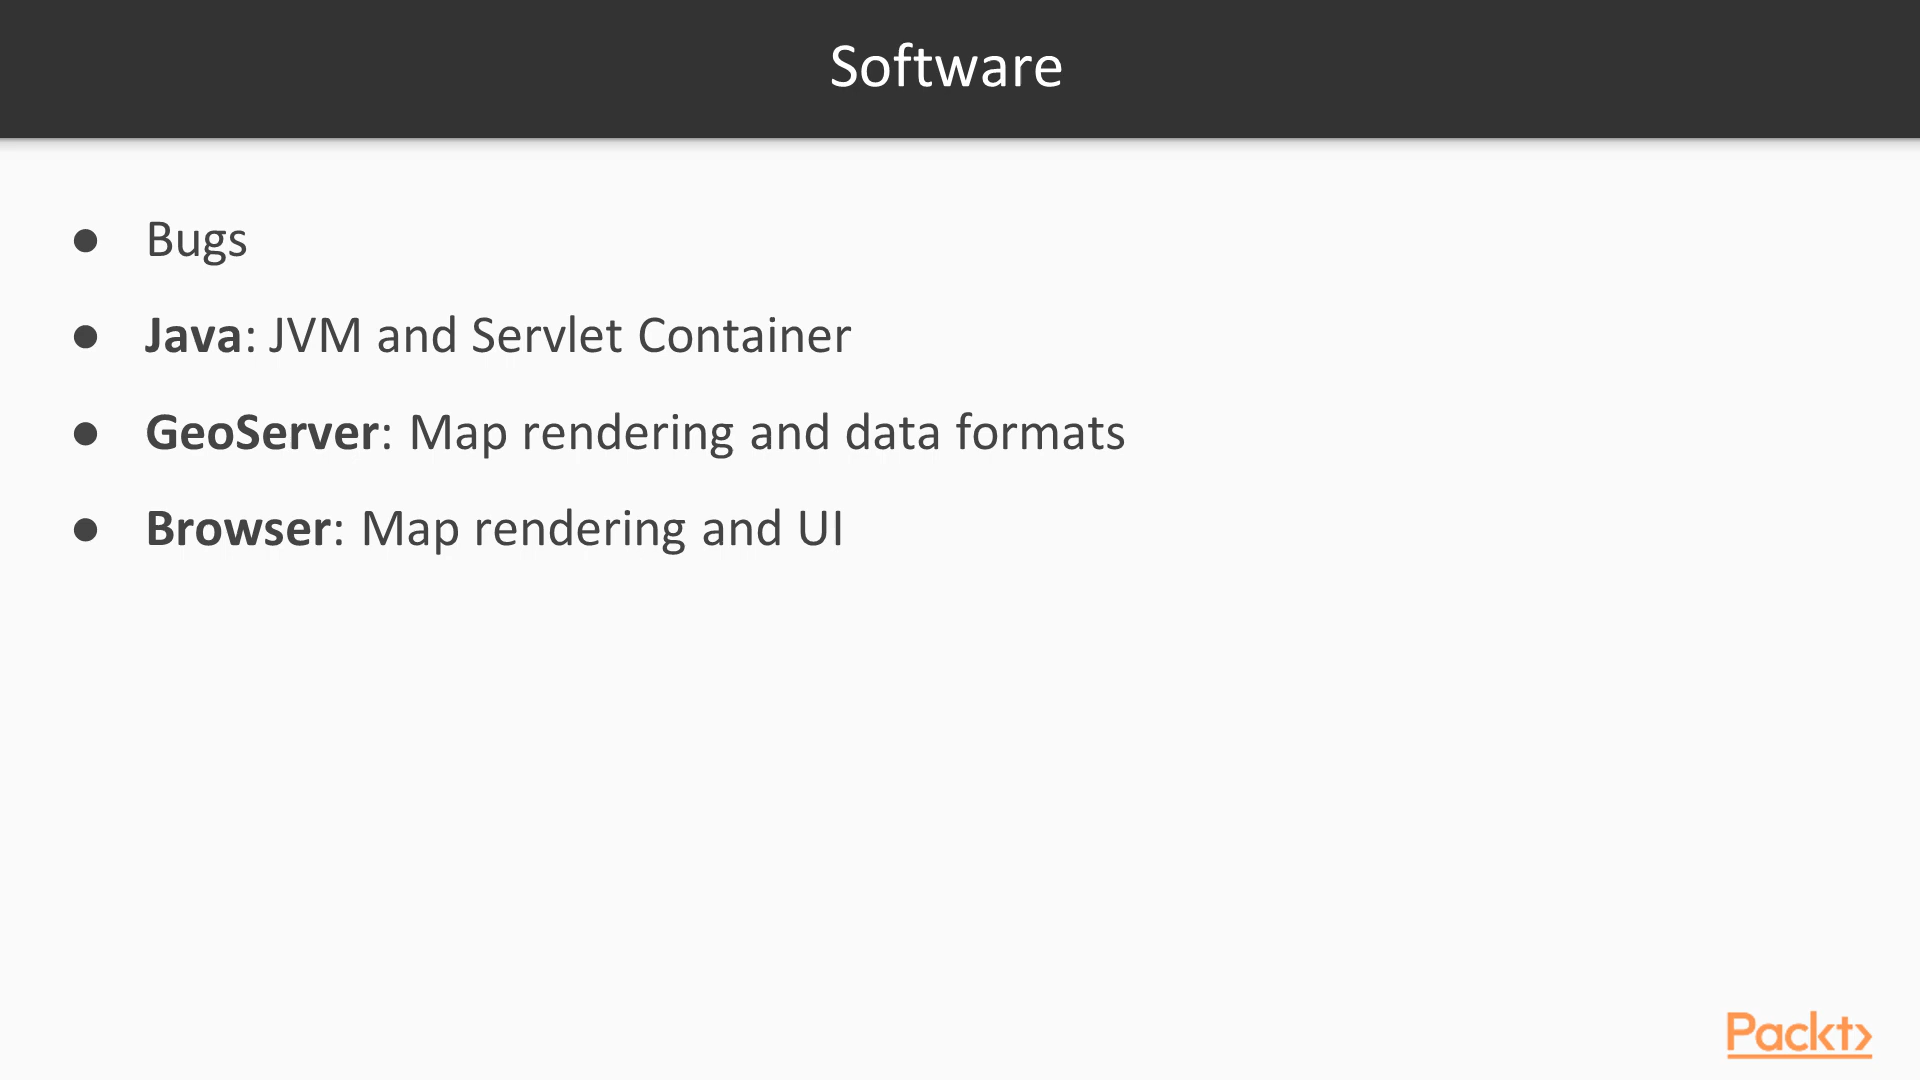 Software
● Bugs
● Java: JVM and Servlet Container
● GeoServer: Map rendering and data formats
● Browser: Map rendering and UI
Packt>